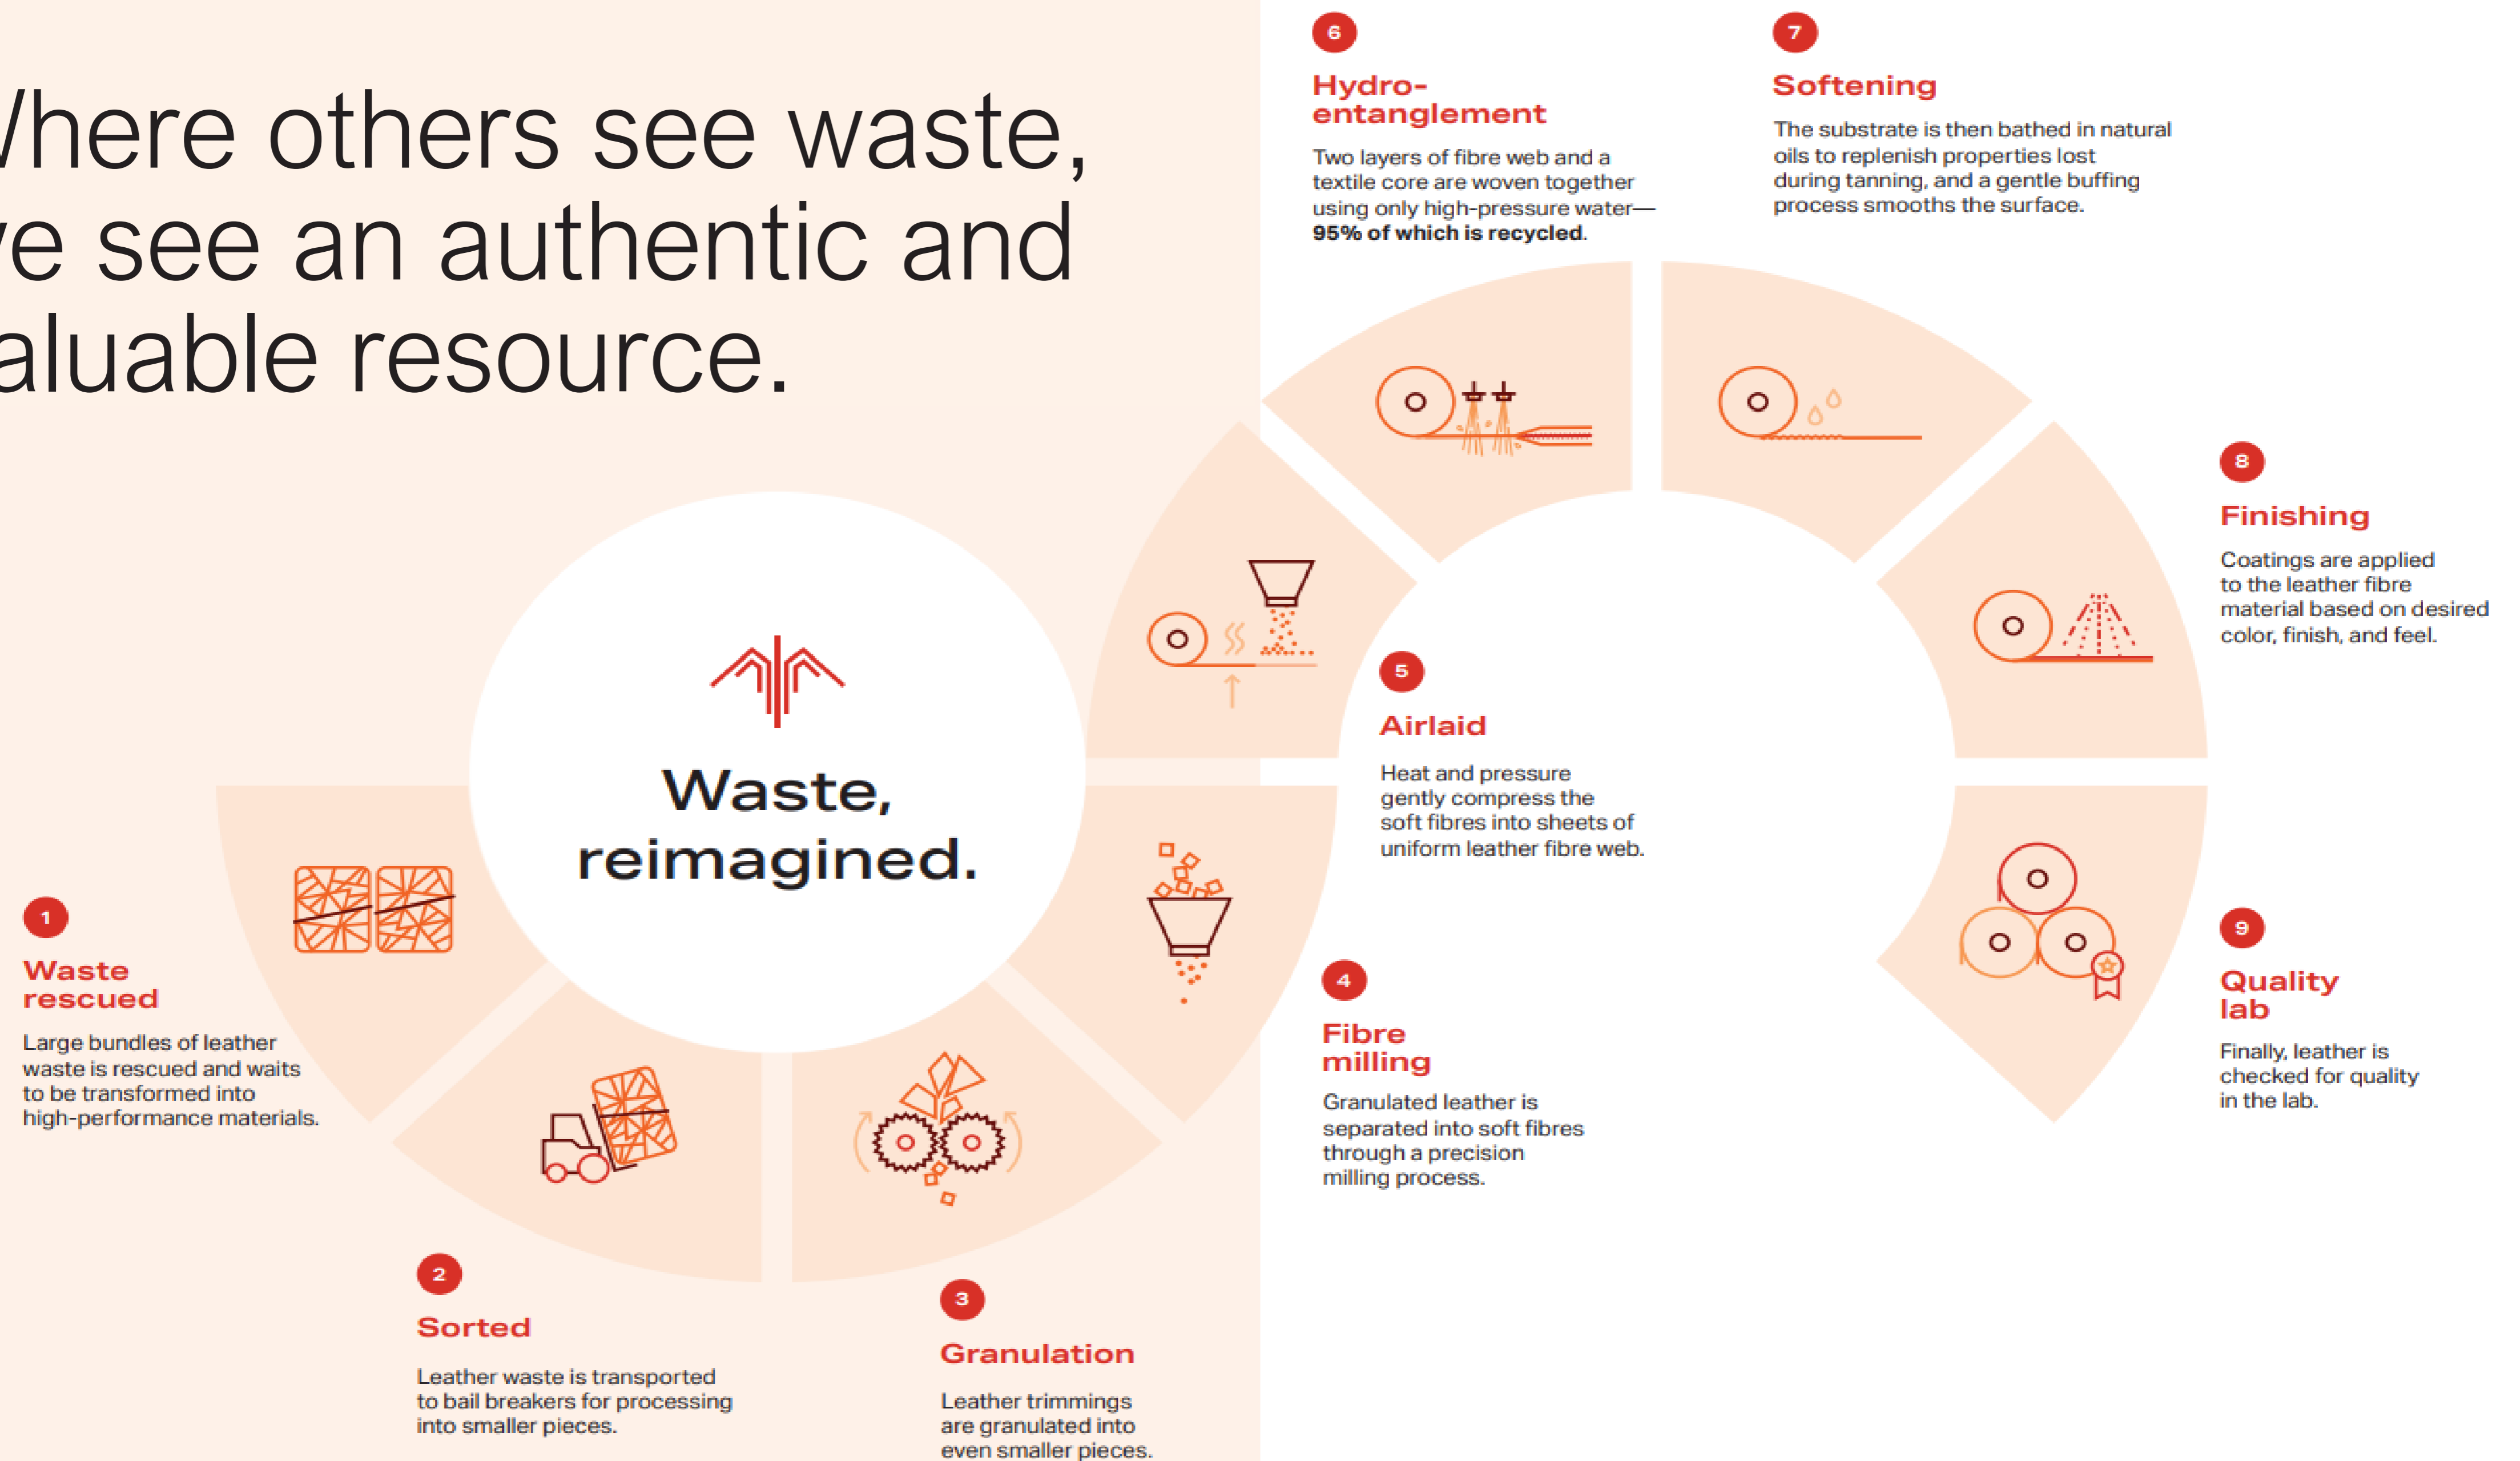 here others see waste,
e see an authentic and
aluable resource.
Waste,
reimagined.
1
Waste
rescued
Large bundles of leather
waste is rescued and waits
to be transformed into
high-performance materials.
2
Sorted
Leather waste is transported
to bail breakers for processing
into smaller pieces.
3
Granulation
Leather trimmings
are granulated into
even smaller pieces.
4
Fibre
milling
Granulated leather is
separated into soft fibres
through a precision
milling process.
5
Airlaid
Heat and pressure
gently compress the
soft fibres into sheets of
uniform leather fibre web.
6
Hydro-
entanglement
Two layers of fibre web and a
textile core are woven together
using only high-pressure water—
95% of which is recycled.
7
Softening
The substrate is then bathed in natural
oils to replenish properties lost
during tanning, and a gentle buffing
process smooths the surface.
8
Finishing
Coatings are applied
to the leather fibre
material based on desired
color, finish, and feel.
9
Quality
lab
Finally, leather is
checked for quality
in the lab.